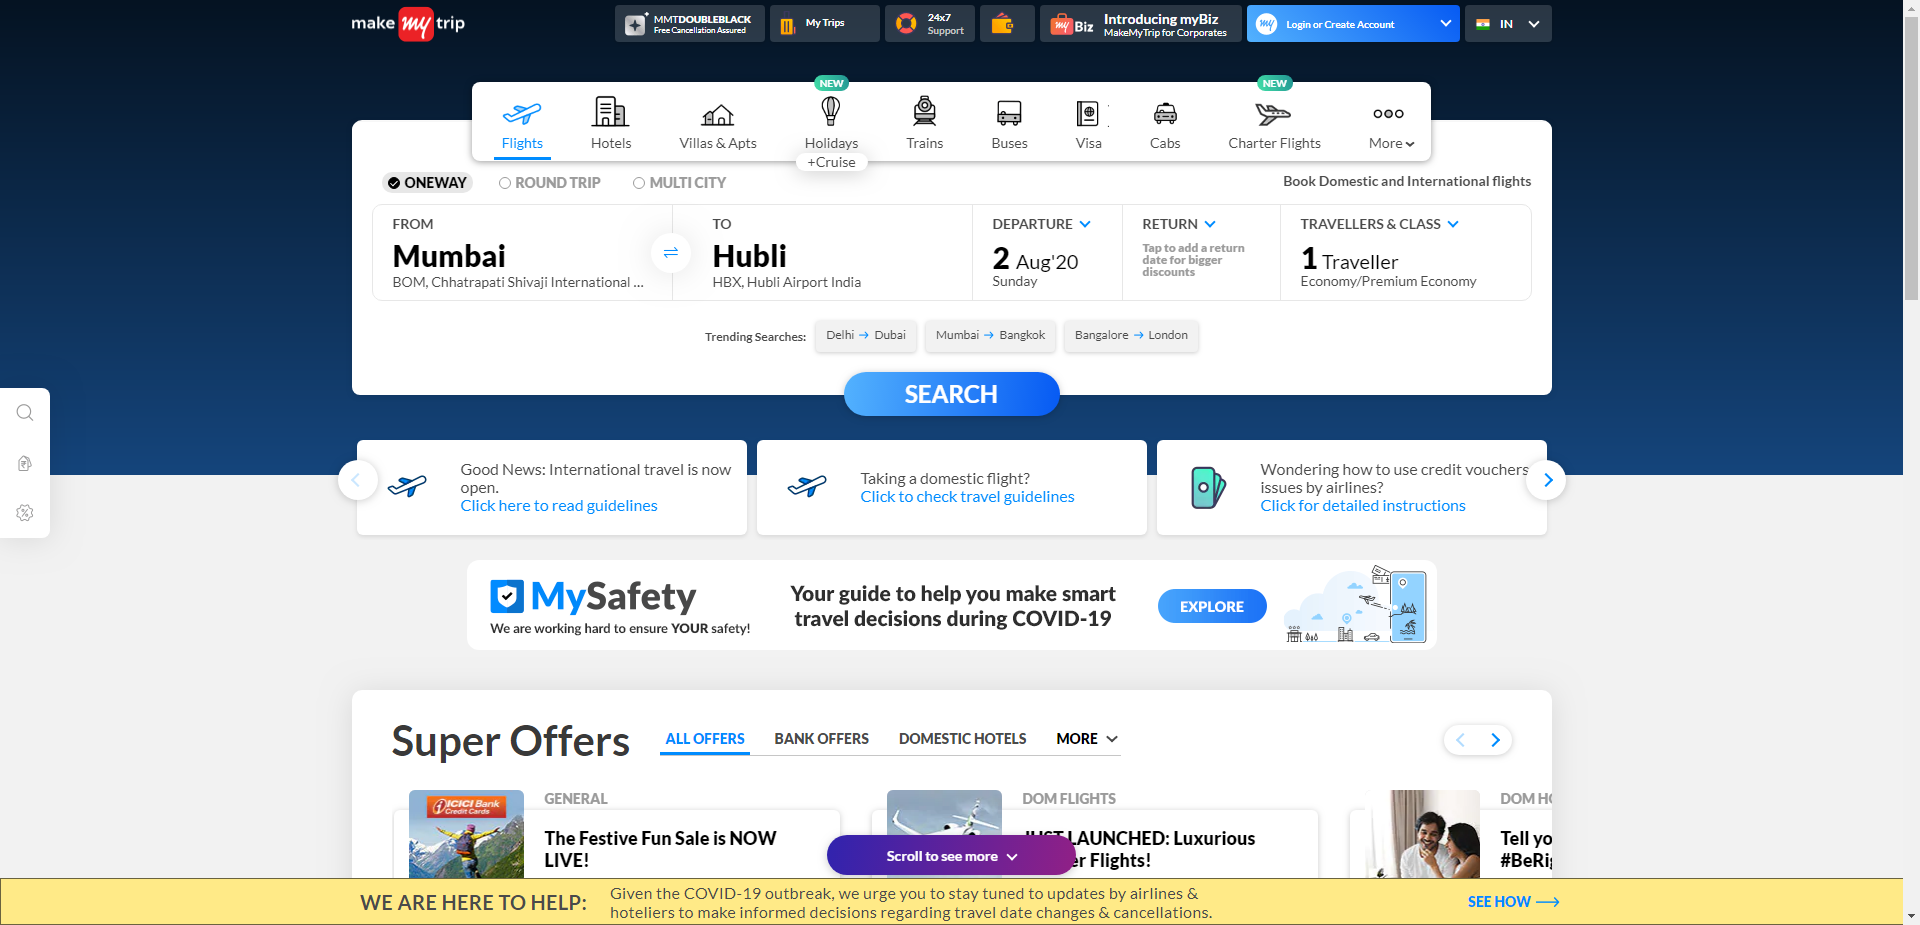 make my trip
MMTDOUBLEBLACK
Free Cancellation Assured
My Trips
24x7
Support
my Biz
Introducing myBiz
MakeMyTrip for Corporates
my
Login or Create Account
IN
NEW
NEW
Flights
Hotels
Villas & Apts
Holidays
+Cruise
Trains
Buses
Visa
Cabs
Charter Flights
More
ONEWAY
ROUND TRIP
MULTI CITY
Book Domestic and International flights
FROM
Mumbai
BOM, Chhatrapati Shivaji International ...
TO
Hubli
HBX, Hubli Airport India
DEPARTURE
2 Aug'20
Sunday
RETURN
Tap to add a return
date for bigger
discounts
TRAVELLERS & CLASS
1 Traveller
Economy/Premium Economy
Trending Searches:
Delhi → Dubai
Mumbai → Bangkok
Bangalore → London
SEARCH
Good News: International travel is now
open.
Click here to read guidelines
Taking a domestic flight?
Click to check travel guidelines
Wondering how to use credit vouchers
issues by airlines?
Click for detailed instructions
MySafety
We are working hard to ensure YOUR safety!
Your guide to help you make smart
travel decisions during COVID-19
EXPLORE
Super Offers
ALL OFFERS
BANK OFFERS
DOMESTIC HOTELS
MORE
ICICI Bank
Credit Cards
GENERAL
The Festive Fun Sale is NOW
LIVE!
DOM FLIGHTS
JUST LAUNCHED: Luxurious
er Flights!
DOM HO
Tell yo
#BeRig
Scroll to see more
WE ARE HERE TO HELP:
Given the COVID-19 outbreak, we urge you to stay tuned to updates by airlines &
hoteliers to make informed decisions regarding travel date changes & cancellations.
SEE HOW